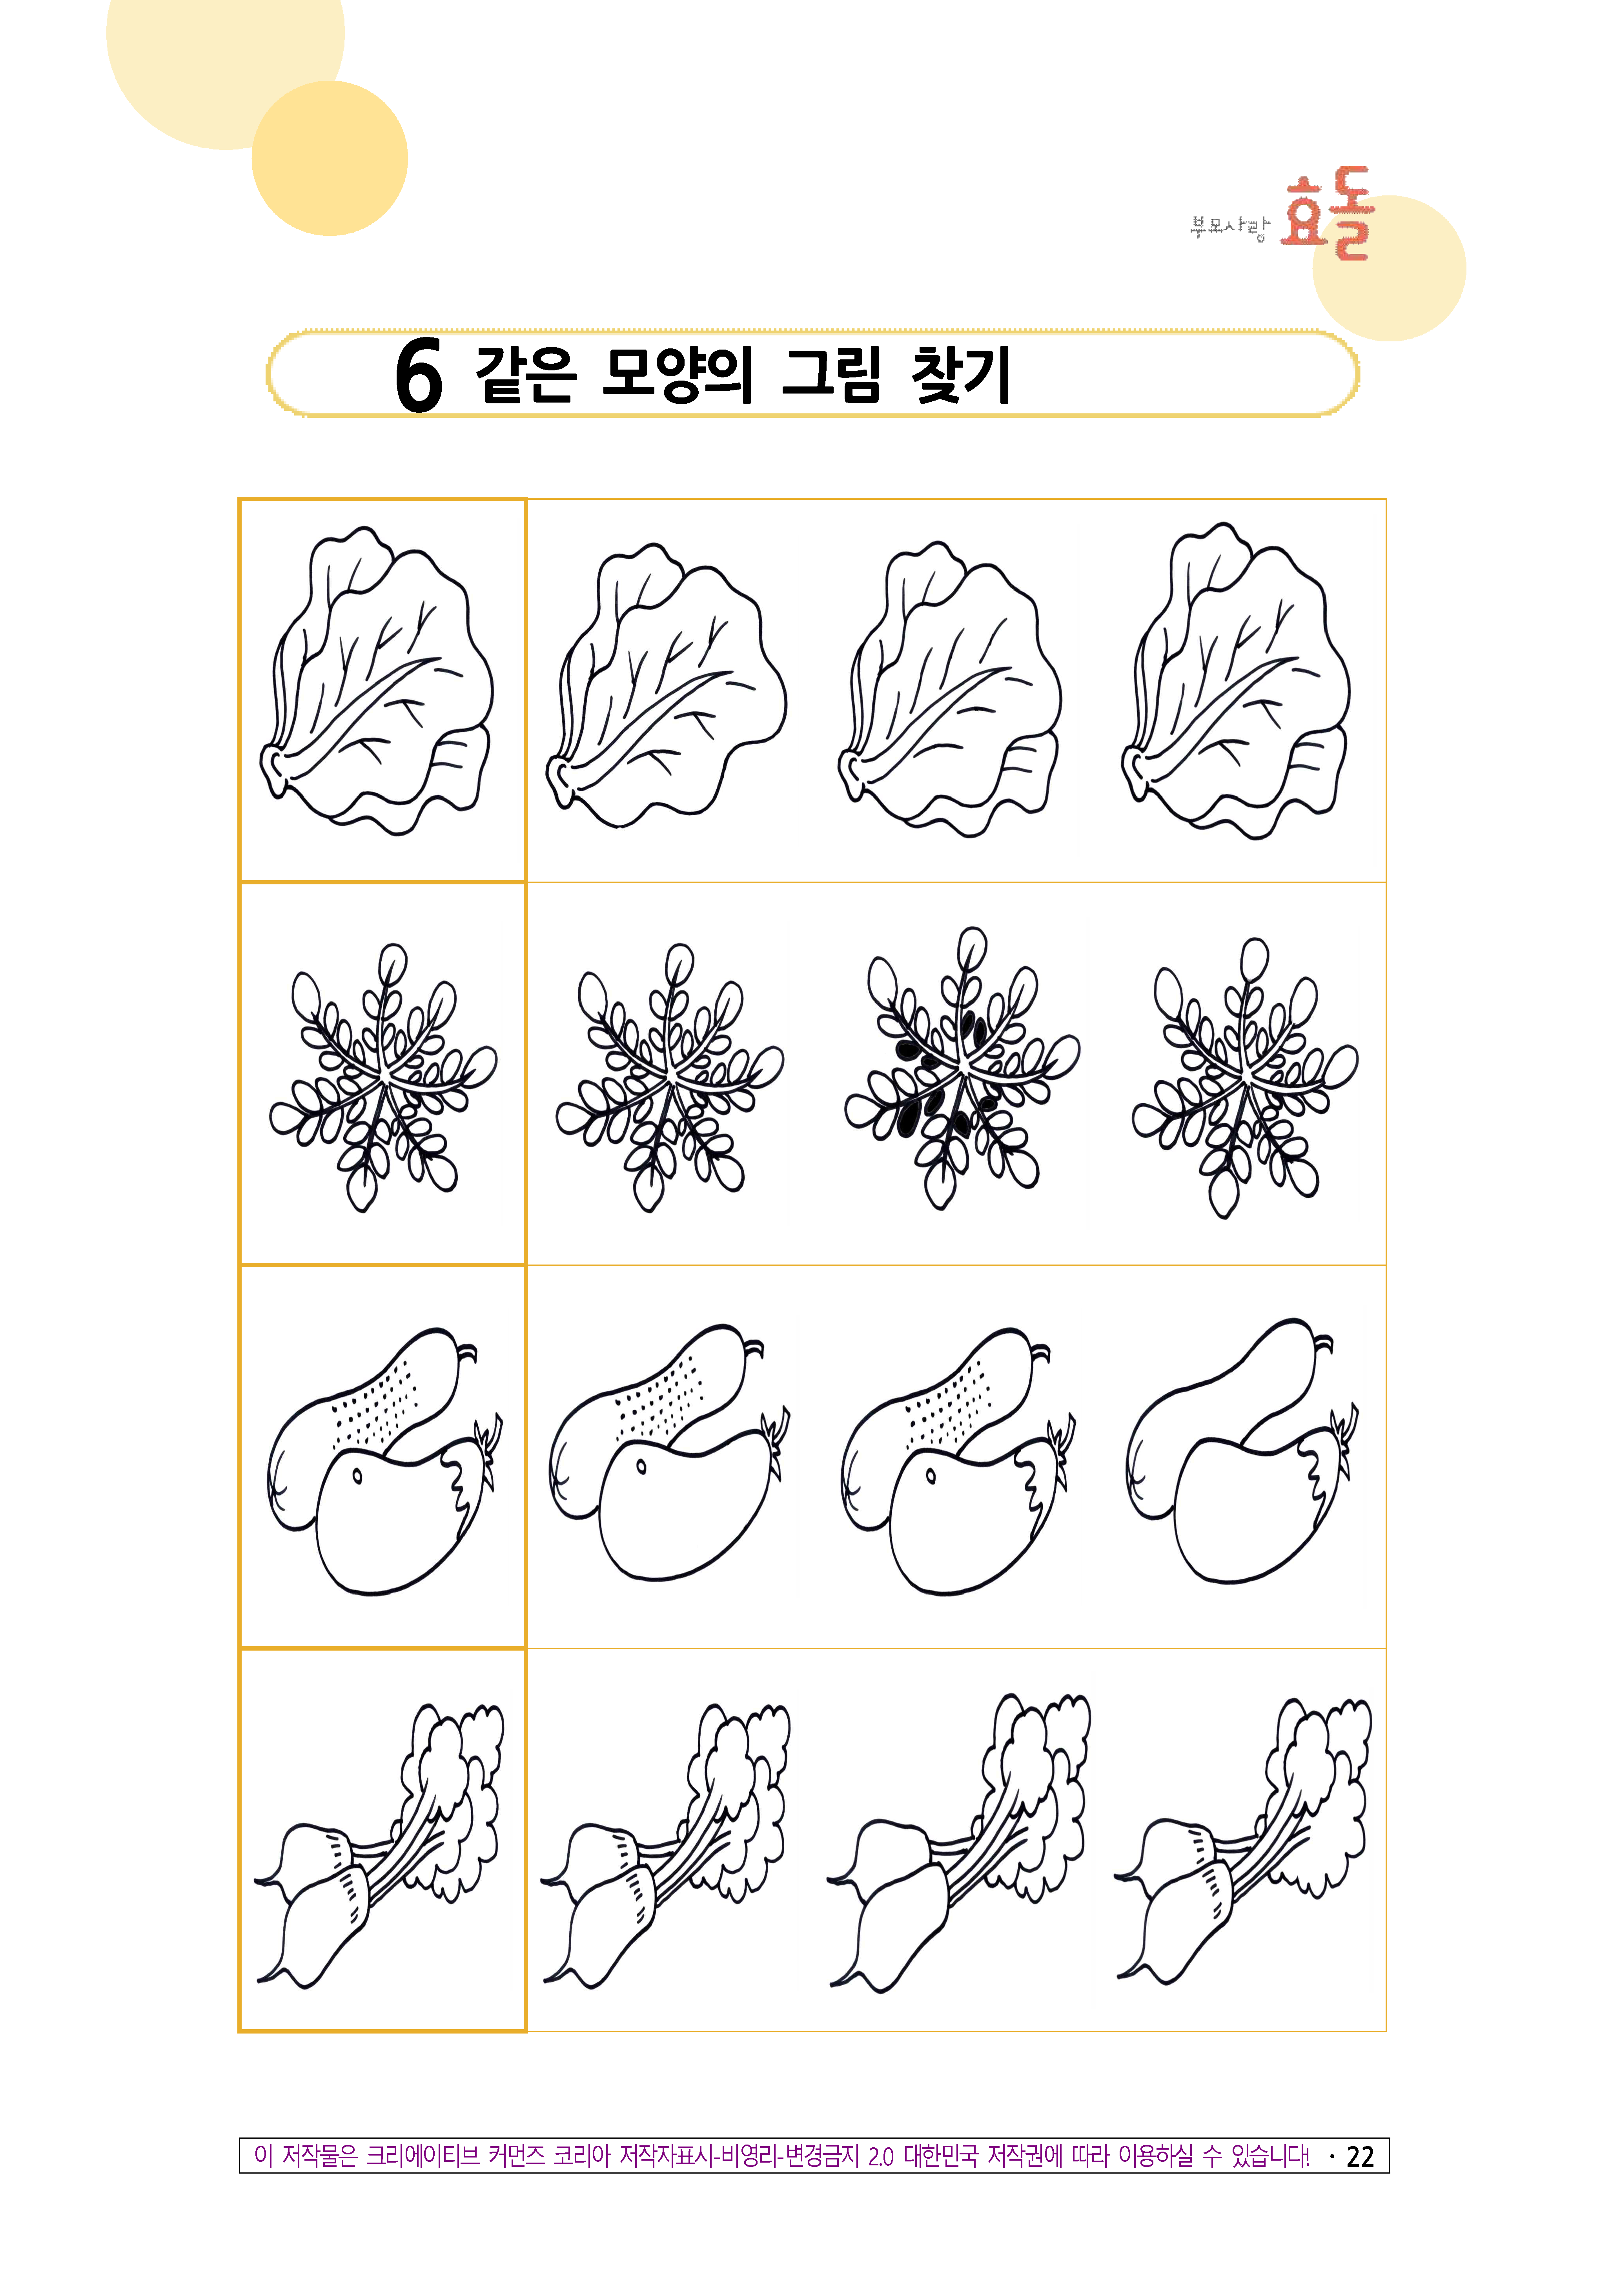 부모사랑 효돌
6 같은 모양의 그림 찾기
이 저작물은 크리에이티브 커먼즈 코리아 저작자표시-비영리-변경금지 2.0 대한민국 저작권에 따라 이용하실 수 있습니다! · 22